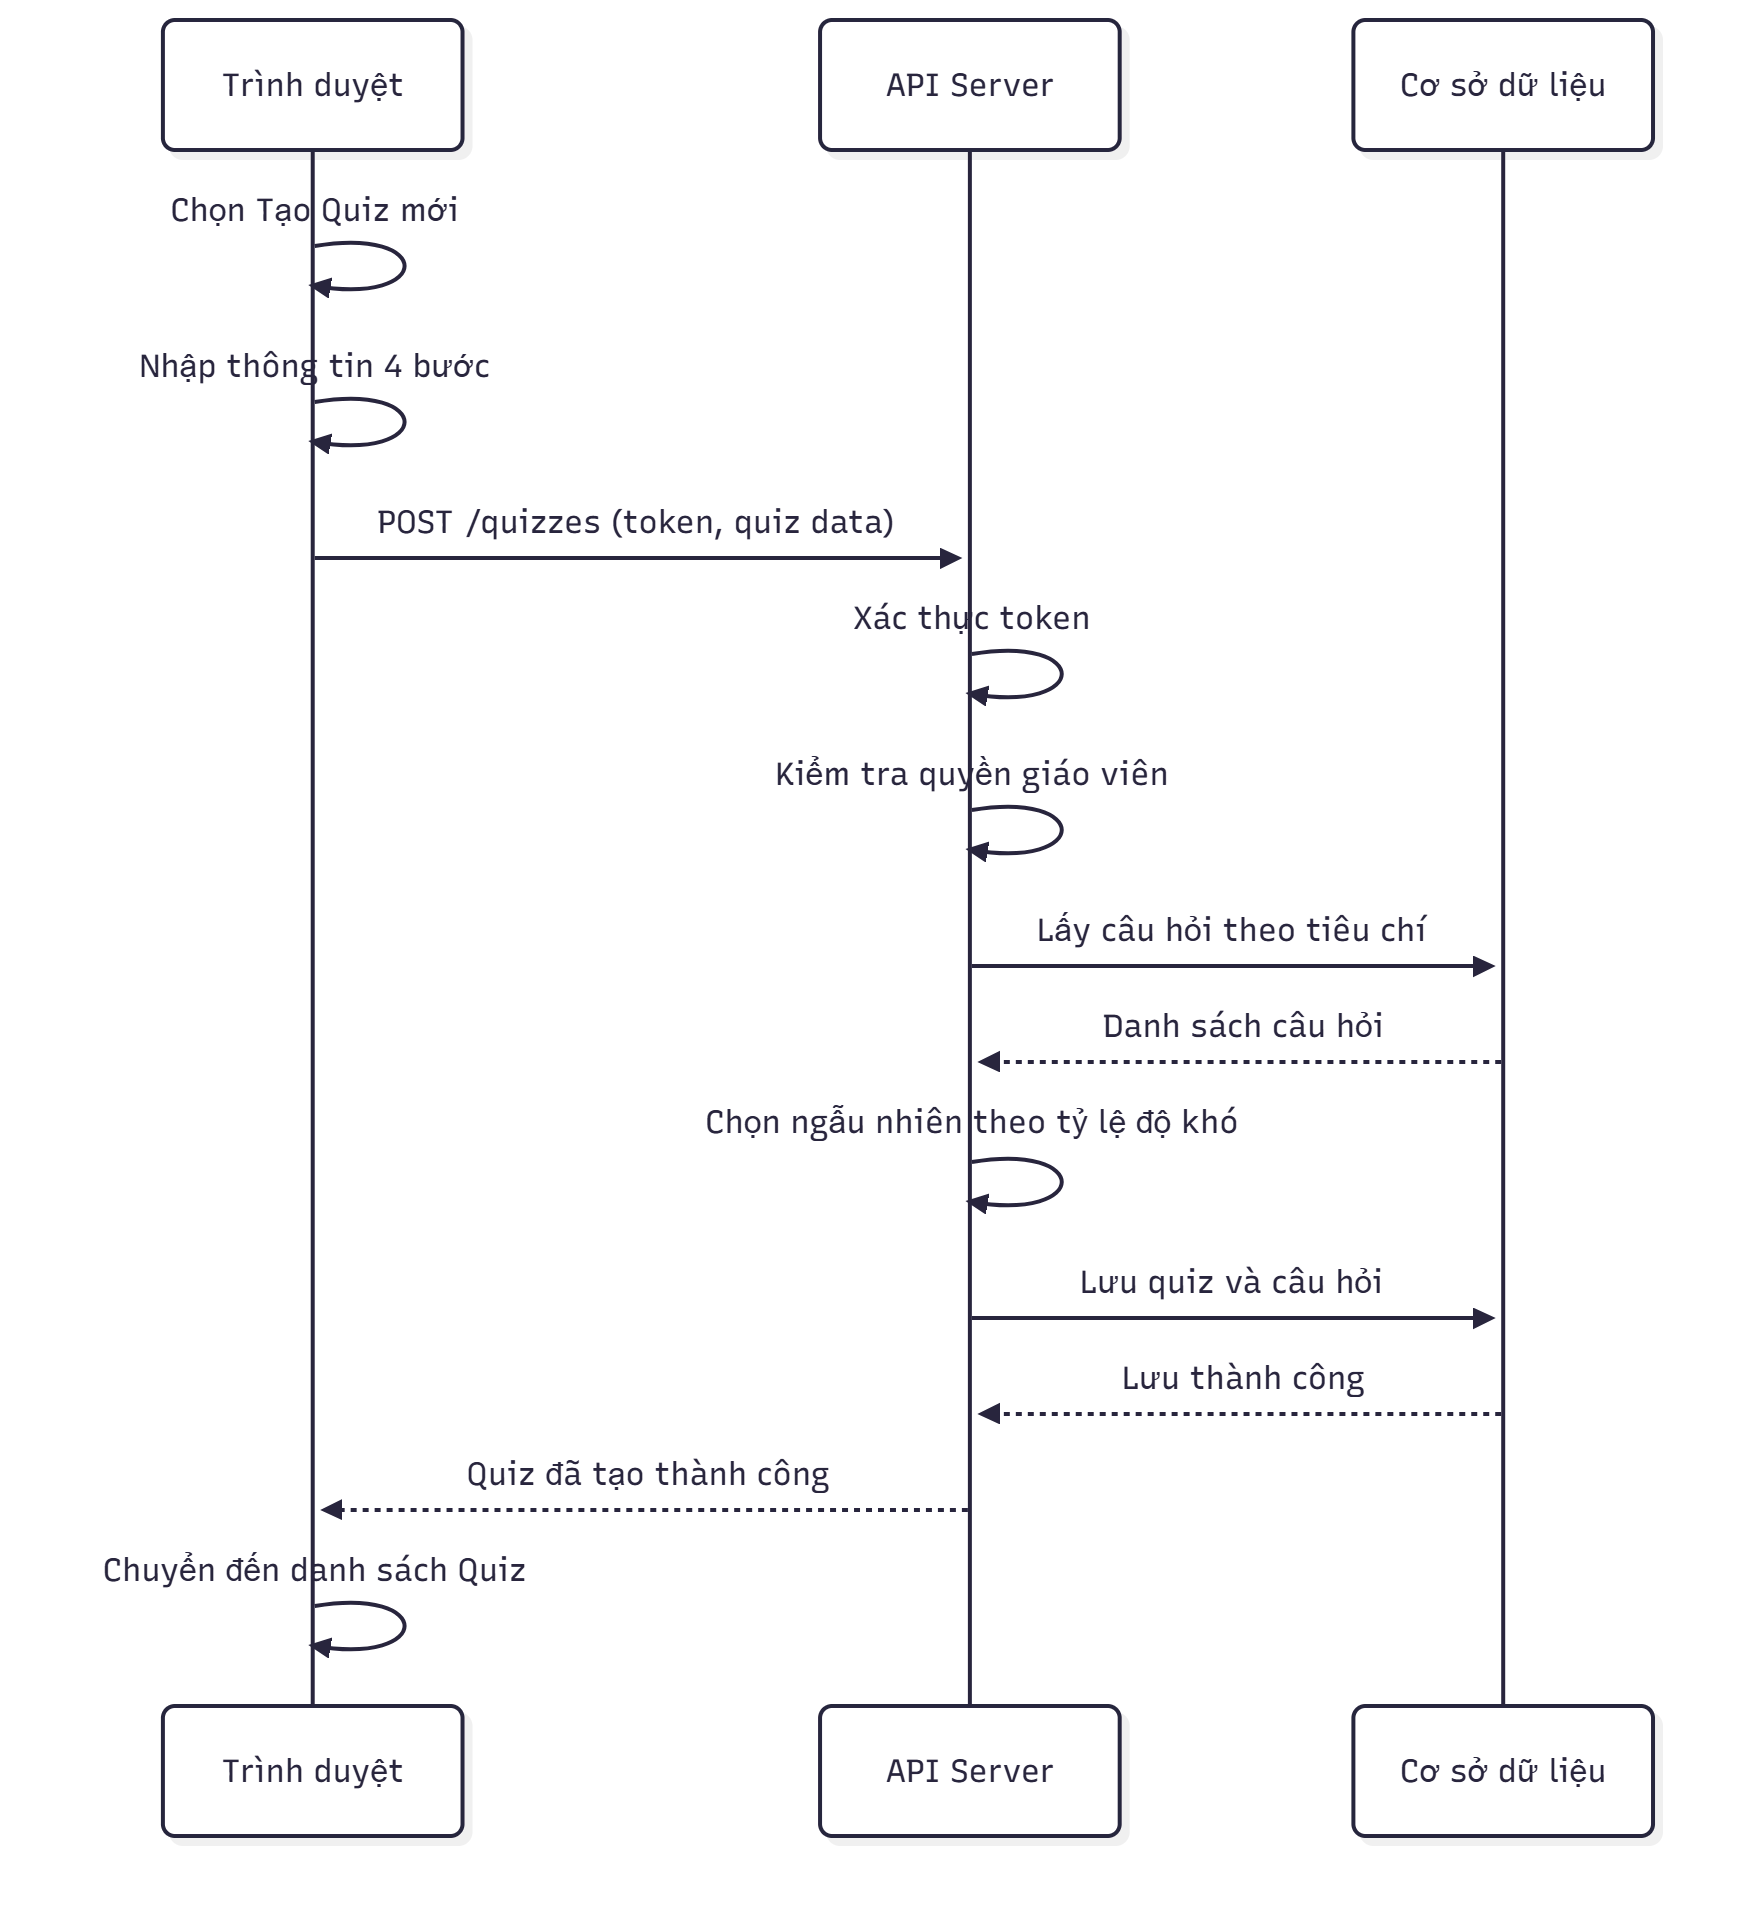 Trình duyệt
API Server
Cơ sở dữ liệu
Chọn Tạo Quiz mới
Nhập thông tin 4 bước
POST /quizzes (token, quiz data)
Xác thực token
Kiểm tra quyền giáo viên
Lấy câu hỏi theo tiêu chí
Danh sách câu hỏi
Chọn ngẫu nhiên theo tỷ lệ độ khó
Lưu quiz và câu hỏi
Lưu thành công
Quiz đã tạo thành công
Chuyển đến danh sách Quiz
Trình duyệt
API Server
Cơ sở dữ liệu